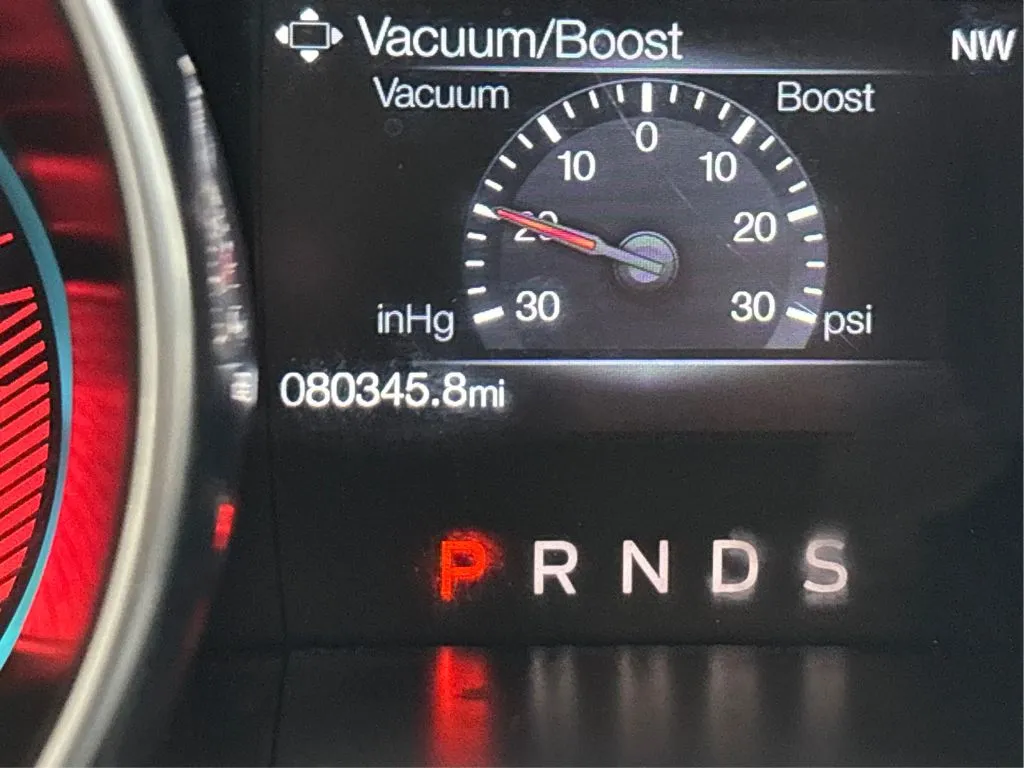 Vacuum/Boost NW
Vacuum Boost
0
10 10
20 20
30 30
inHg psi
080345.8mi
P R N D S